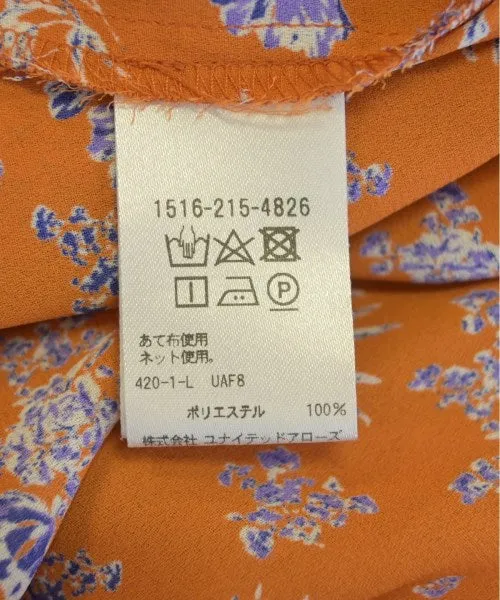 1516-215-4826
P
あて布使用
ネット使用。
420-1-L UAF8
ポリエステル 100%
株式会社 ユナイテッドアローズ